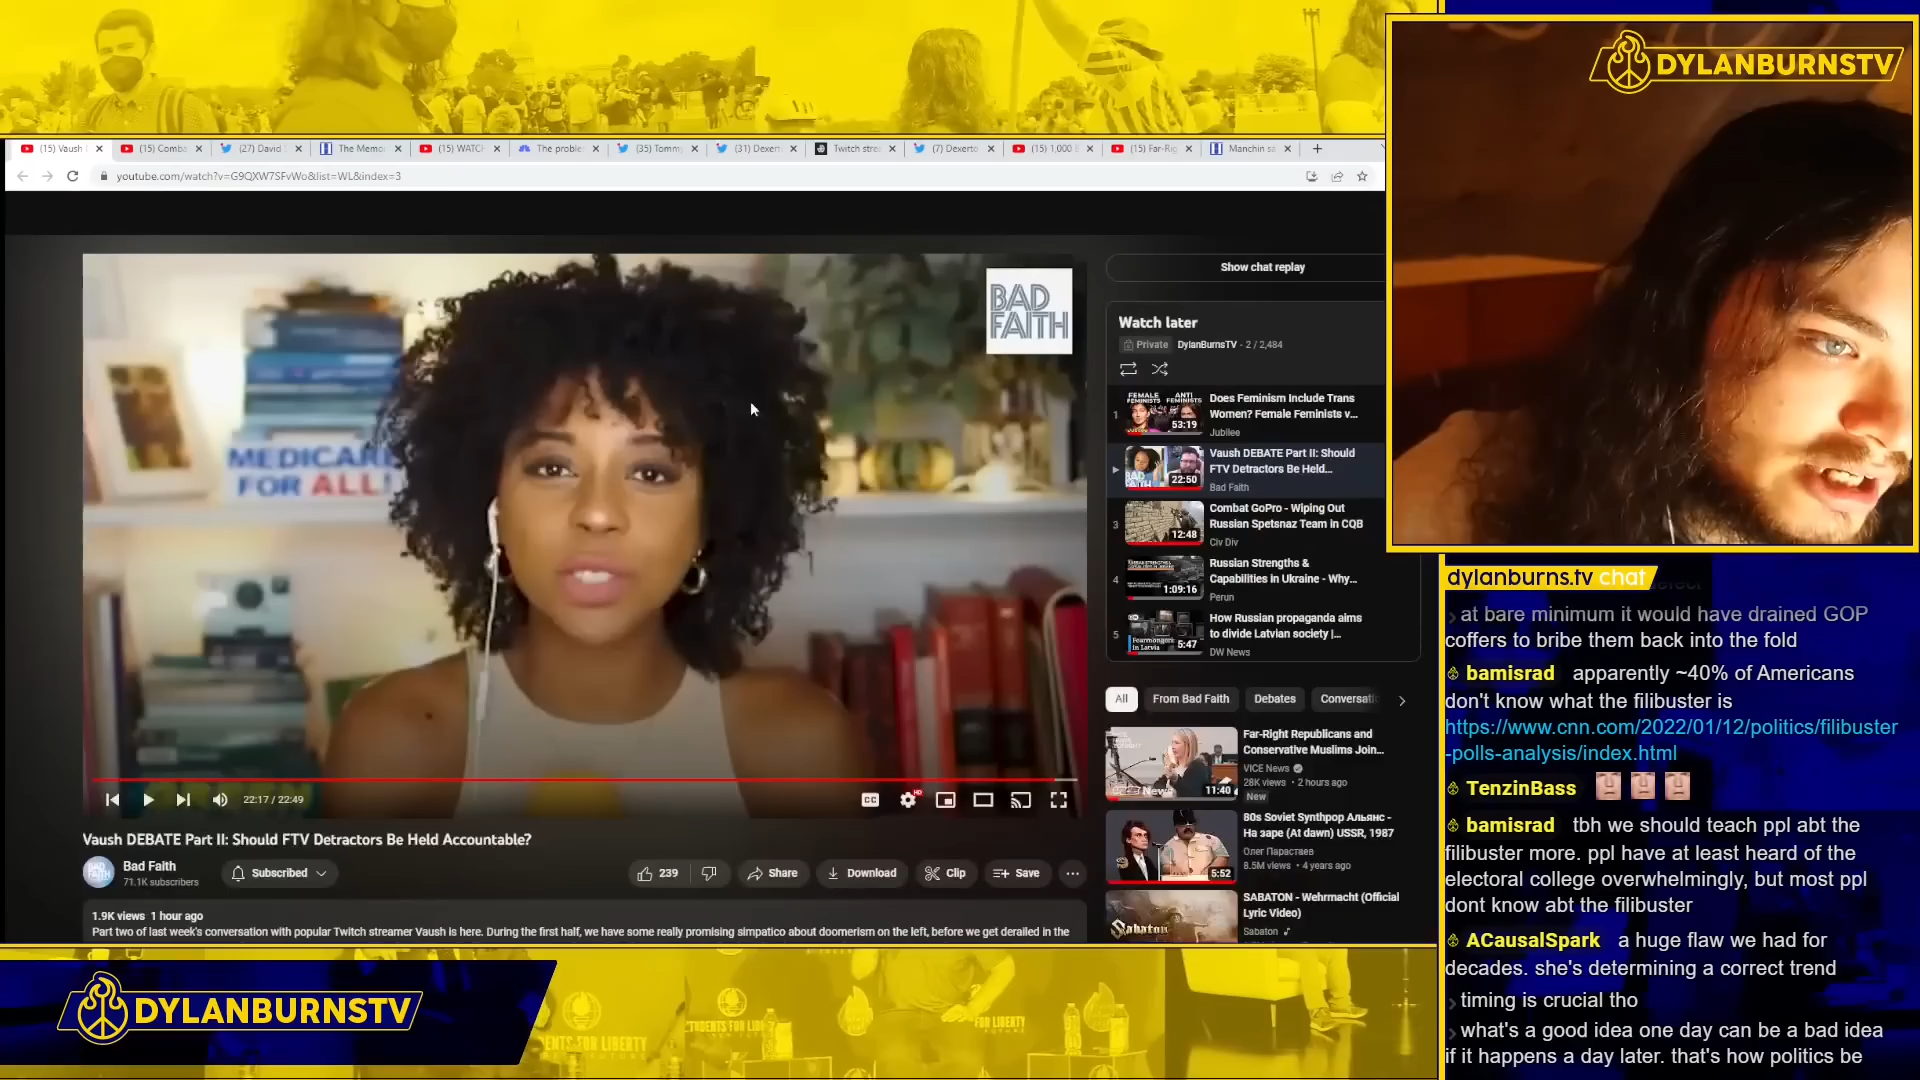 DYLANBURNSTV
(15) Vaush
(15) Comba
(27) David
The Memo
(15) WATC
The proble
(35) Tommy
(31) Dexert
Twitch stre
(7) Dexerto
(15) 1,000
(15) Far-Rig
Manchin sa
youtube.com/watch?v=G9QXW7SFvWo&list=WL&index=3
BAD
FAITH
MEDICARE
FOR ALL!
Show chat replay
Watch later
Private DylanBurnsTV - 2 / 2,484
1
FEMALE
FEMINISTS
ANTI
FEMINISTS
53:19
Does Feminism Include Trans
Women? Female Feminists v...
Jubilee
22:50
Vaush DEBATE Part II: Should
FTV Detractors Be Held...
Bad Faith
3
12:48
Combat GoPro - Wiping Out
Russian Spetsnaz Team in CQB
Civ Div
4
1:09:16
Russian Strengths &
Capabilities in Ukraine - Why...
Perun
5
5:47
How Russian propaganda aims
to divide Latvian society |...
DW News
All
From Bad Faith
Debates
Conversati
11:40
Far-Right Republicans and
Conservative Muslims Join...
VICE News
28K views • 2 hours ago
New
5:52
80s Soviet Synthpop Альянс -
На заре (At dawn) USSR, 1987
Олег Парастаев
8.5M views • 4 years ago
Sabaton
SABATON - Wehrmacht (Official
Lyric Video)
Sabaton
22:17 / 22:49
CC
HD
Vaush DEBATE Part II: Should FTV Detractors Be Held Accountable?
Bad Faith
71.1K subscribers
Subscribed
239
Share
Download
Clip
Save
1.9K views 1 hour ago
Part two of last week's conversation with popular Twitch streamer Vaush is here. During the first half, we have some really promising simpatico about doomerism on the left, before we get derailed in the
DYLANBURNSTV
FOR LIBERTY
dylanburns.tv chat
at bare minimum it would have drained GOP
coffers to bribe them back into the fold
bamisrad apparently ~40% of Americans
don't know what the filibuster is
https://www.cnn.com/2022/01/12/politics/filibuster
-polls-analysis/index.html
TenzinBass
bamisrad tbh we should teach ppl abt the
filibuster more. ppl have at least heard of the
electoral college overwhelmingly, but most ppl
dont know abt the filibuster
ACausalSpark a huge flaw we had for
decades. she's determining a correct trend
timing is crucial tho
what's a good idea one day can be a bad idea
if it happens a day later. that's how politics be